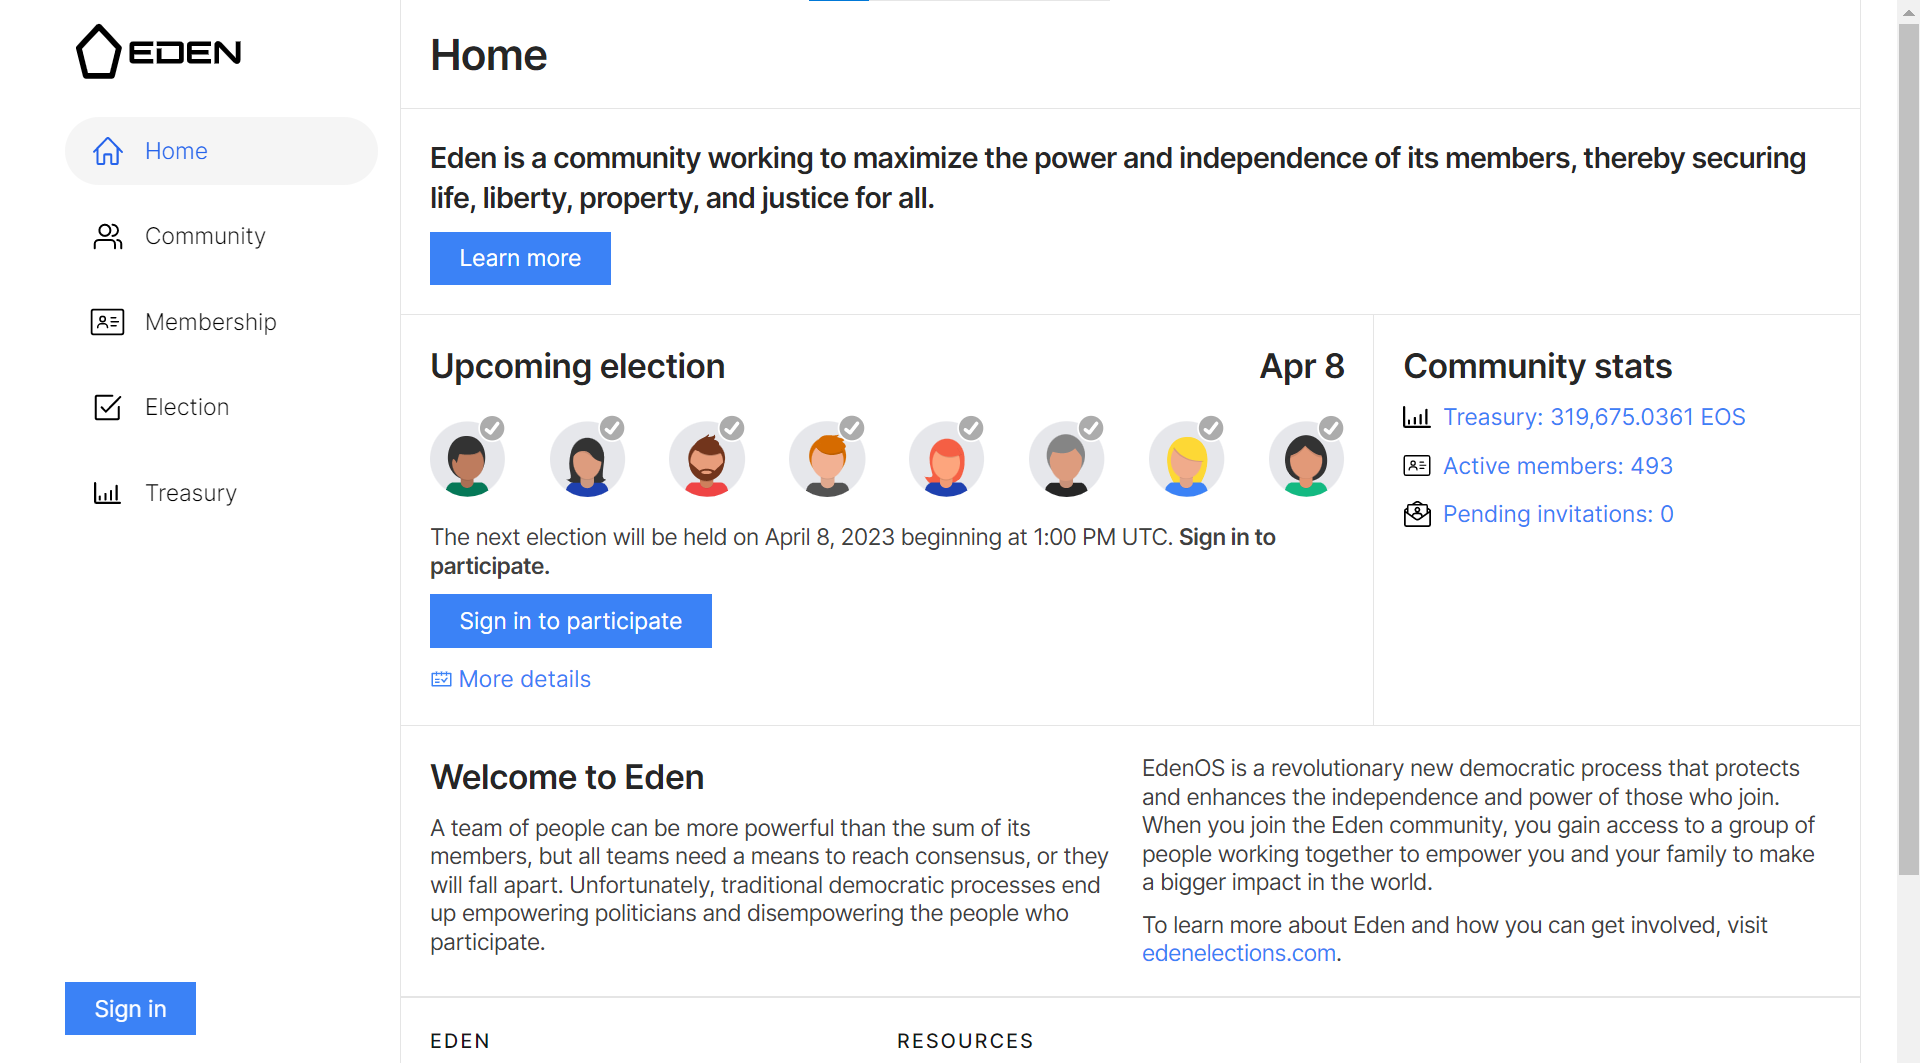 EDEN
Home
Community
Membership
Election
Treasury
Sign in
Home
Eden is a community working to maximize the power and independence of its members, thereby securing
life, liberty, property, and justice for all.
Learn more
Upcoming election
Apr 8
The next election will be held on April 8, 2023 beginning at 1:00 PM UTC. Sign in to
participate.
Sign in to participate
More details
Community stats
Treasury: 319,675.0361 EOS
Active members: 493
Pending invitations: 0
Welcome to Eden
A team of people can be more powerful than the sum of its
members, but all teams need a means to reach consensus, or they
will fall apart. Unfortunately, traditional democratic processes end
up empowering politicians and disempowering the people who
participate.
EdenOS is a revolutionary new democratic process that protects
and enhances the independence and power of those who join.
When you join the Eden community, you gain access to a group of
people working together to empower you and your family to make
a bigger impact in the world.
To learn more about Eden and how you can get involved, visit
edenelections.com.
EDEN
RESOURCES